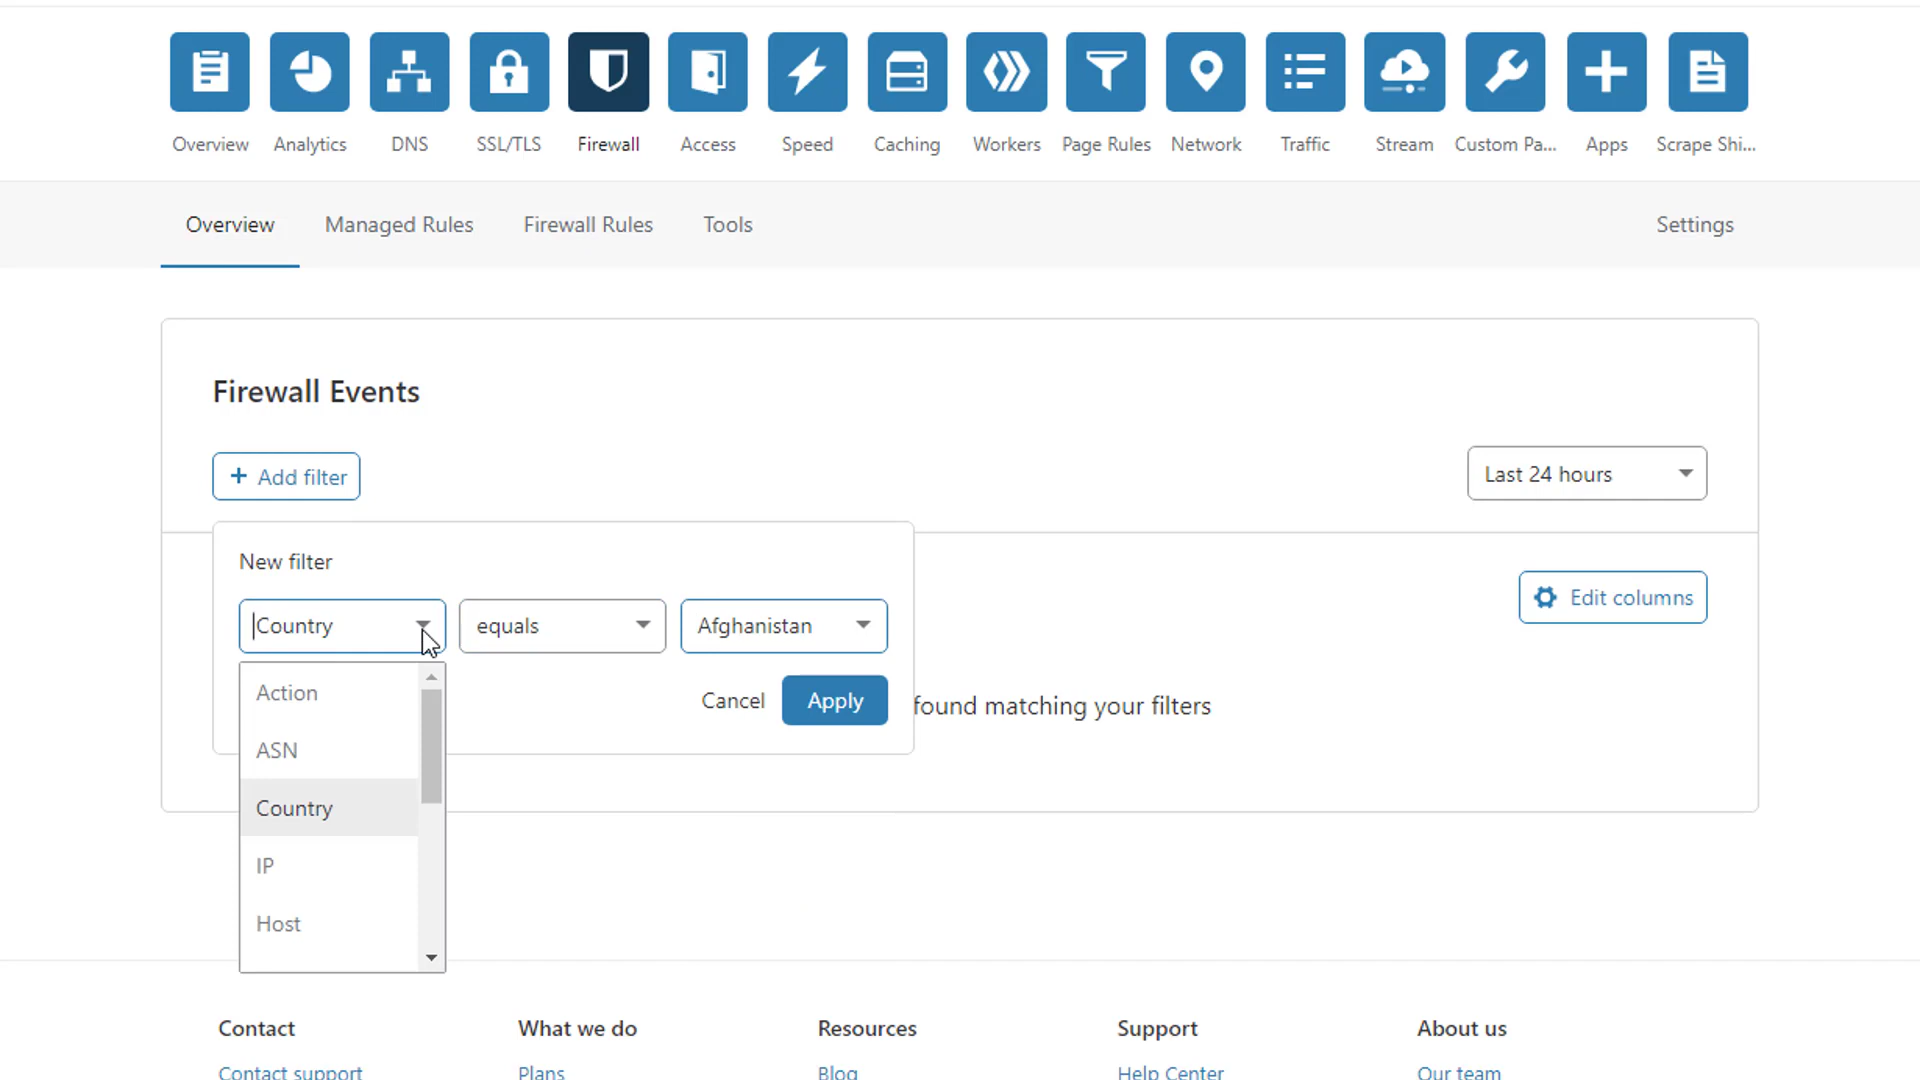 Overview Analytics DNS SSL/TLS Firewall Access Speed Caching Workers Page Rules Network Traffic Stream Custom Pa... Apps Scrape Shi...
Overview Managed Rules Firewall Rules Tools Settings
Firewall Events
+ Add filter
Last 24 hours
New filter
Country equals Afghanistan
Edit columns
Cancel Apply
found matching your filters
Action
ASN
Country
IP
Host
Contact What we do Resources Support About us
Contact support Plans Blog Help Center Our team